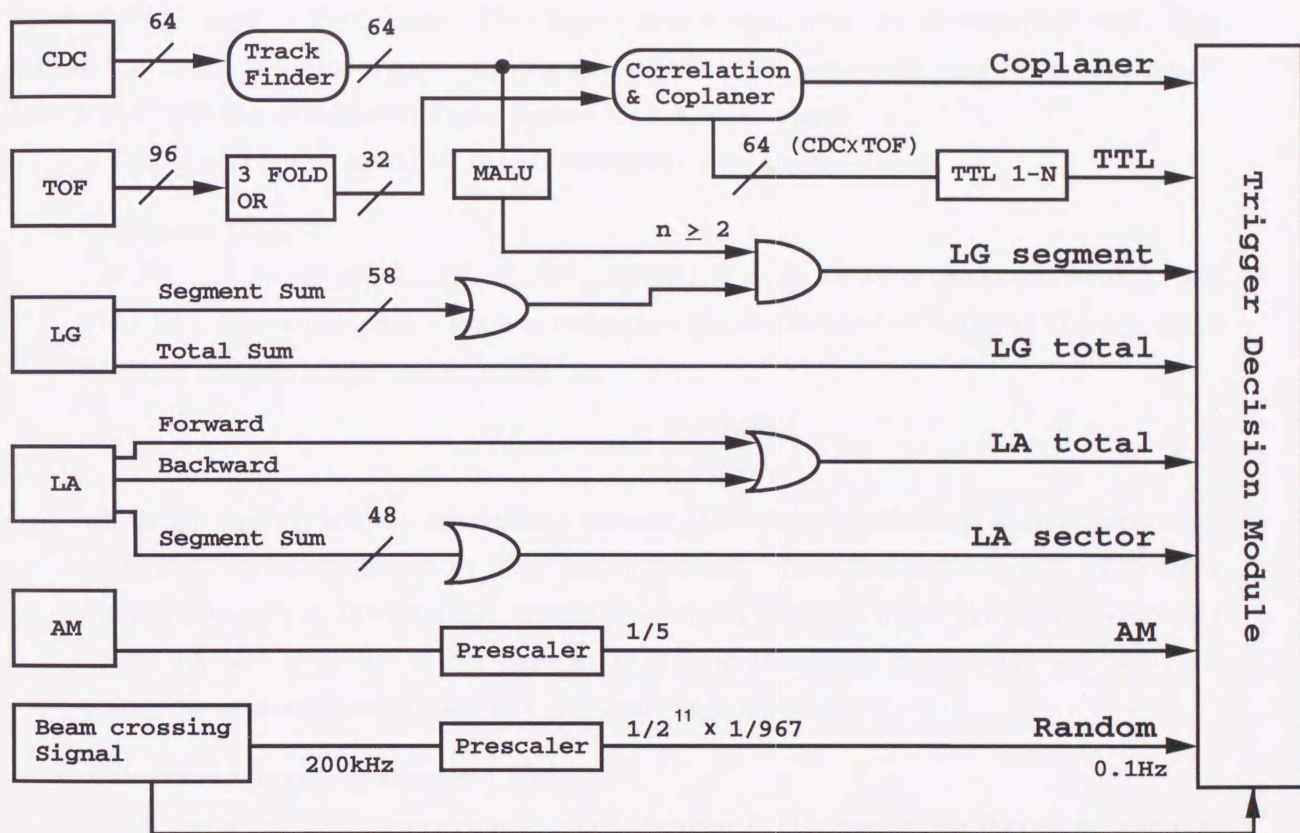 CDC
64
Track
Finder
64
Correlation
& Coplaner
Coplaner
TOF
96
3 FOLD
OR
32
MALU
64 (CDCxTOF)
TTL 1-N
TTL
n ≥ 2
LG segment
LG
Segment Sum
58
Total Sum
LG total
LA
Forward
Backward
LA total
Segment Sum
48
LA sector
AM
Prescaler
1/5
AM
Beam crossing
Signal
200kHz
Prescaler
1/2¹¹ x 1/967
Random
0.1Hz
Trigger Decision Module